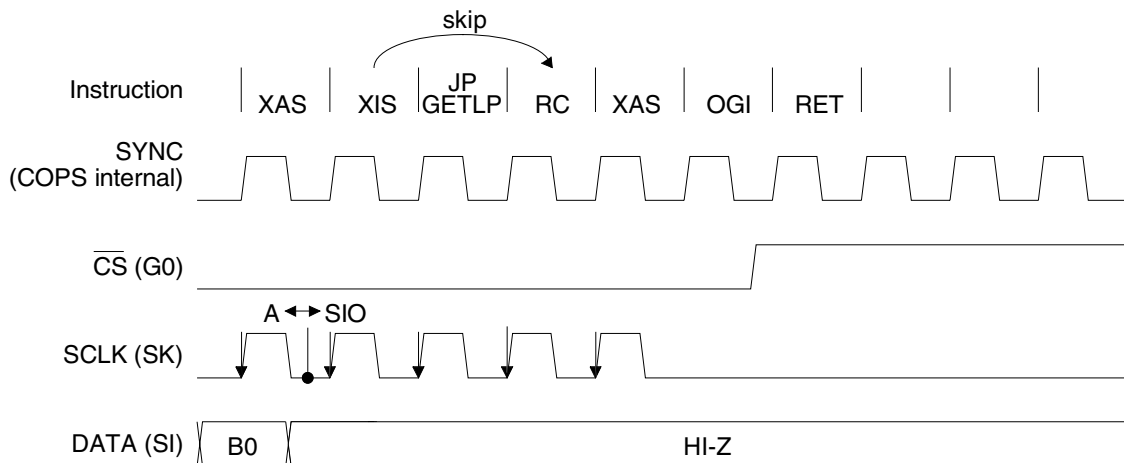 skip
Instruction
XAS XIS JP GETLP RC XAS OGI RET
SYNC
(COPS internal)
CS (G0)
A SIO
SCLK (SK)
DATA (SI) B0 HI-Z